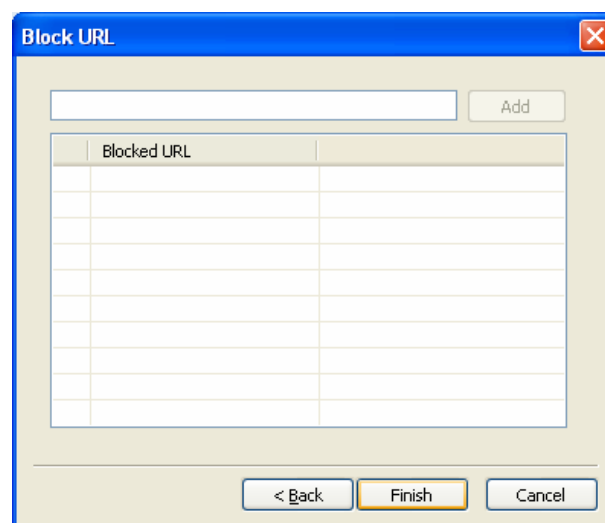 Block URL
Add
Blocked URL
< Back
Finish
Cancel